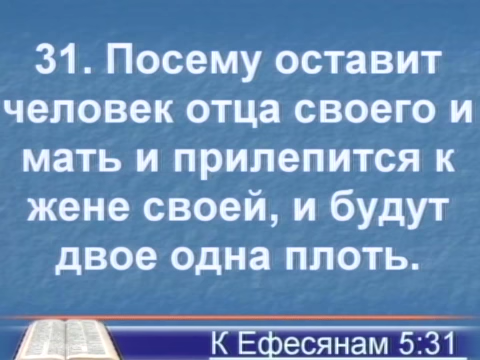 31. Посему оставит
человек отца своего и
мать и прилепится к
жене своей, и будут
двое одна плоть.
К Ефесянам 5:31